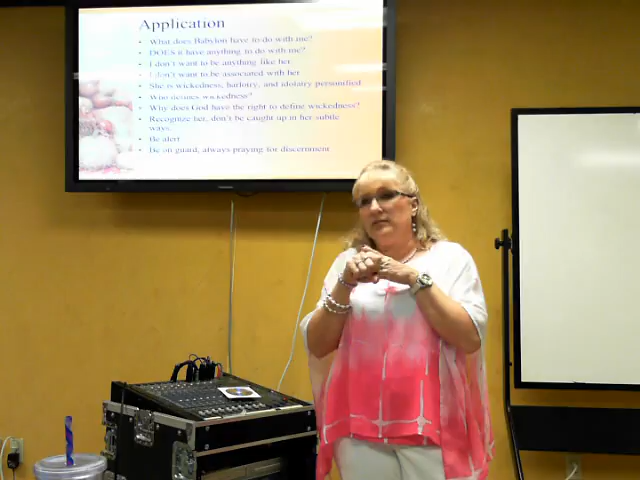 Application
• What does Babylon have to do with me?
• DOES it have anything to do with me?
• I don't want to be anything like her
• I don't want to be associated with her
• She is wickedness, harlotry, and idolatry personified
• Who defines wickedness?
• Why does God have the right to define wickedness?
• Recognize her, don't be caught up in her subtle
ways.
• Be alert
• Be on guard, always praying for discernment